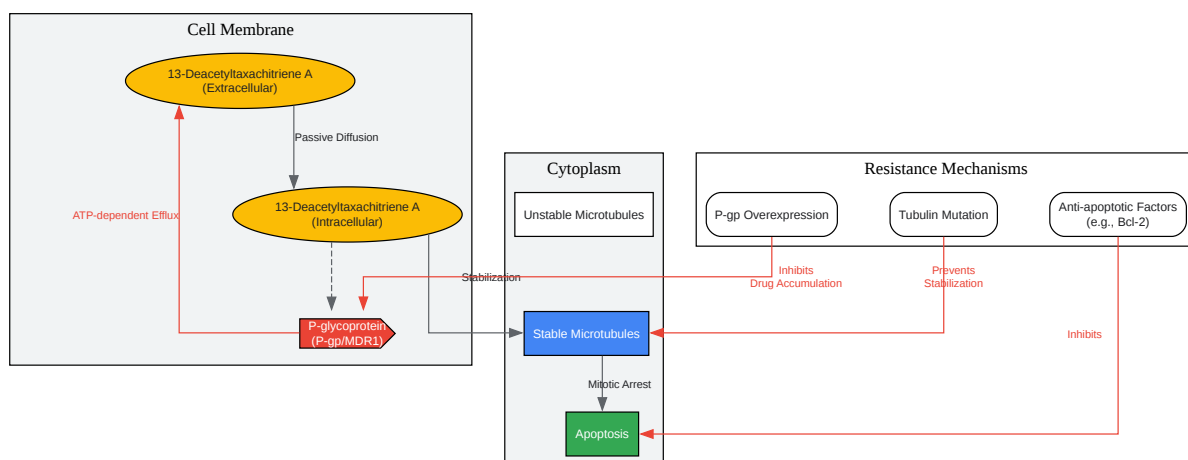 Cell Membrane
13-Deacetyltaxachitriene A
(Extracellular)
Passive Diffusion
ATP-dependent Efflux
13-Deacetyltaxachitriene A
(Intracellular)
P-glycoprotein
(P-gp/MDR1)
Stabilization
Cytoplasm
Unstable Microtubules
Stable Microtubules
Mitotic Arrest
Apoptosis
Resistance Mechanisms
P-gp Overexpression
Tubulin Mutation
Anti-apoptotic Factors
(e.g., Bcl-2)
Inhibits
Drug Accumulation
Prevents
Stabilization
Inhibits